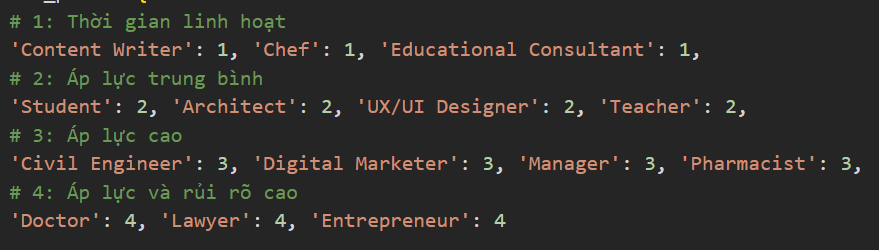 # 1: Thời gian linh hoạt
'Content Writer': 1, 'Chef': 1, 'Educational Consultant': 1,
# 2: Áp lực trung bình
'Student': 2, 'Architect': 2, 'UX/UI Designer': 2, 'Teacher': 2,
# 3: Áp lực cao
'Civil Engineer': 3, 'Digital Marketer': 3, 'Manager': 3, 'Pharmacist': 3,
# 4: Áp lực và rủi rõ cao
'Doctor': 4, 'Lawyer': 4, 'Entrepreneur': 4